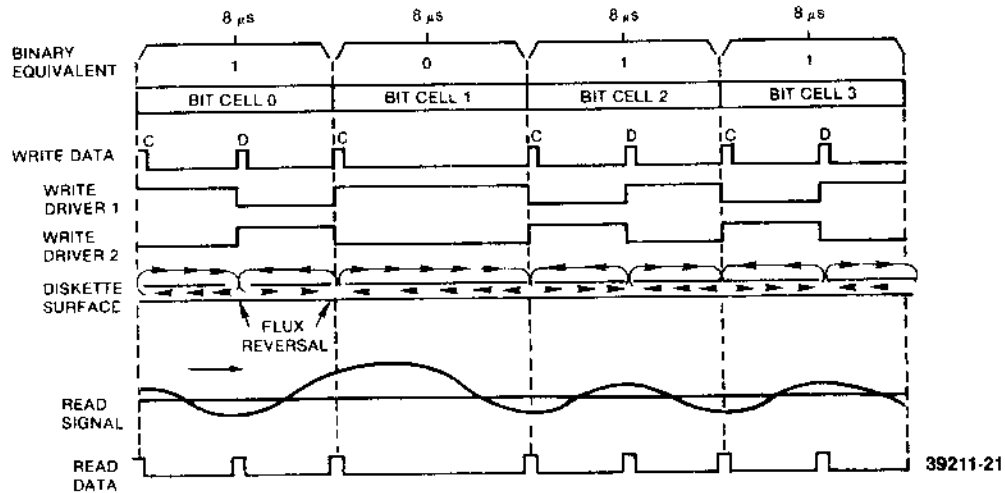 8 μs 8 μs 8 μs 8 μs
BINARY
EQUIVALENT
1 0 1 1
BIT CELL 0 BIT CELL 1 BIT CELL 2 BIT CELL 3
C D C C D C D
WRITE DATA
WRITE
DRIVER 1
WRITE
DRIVER 2
DISKETTE
SURFACE
FLUX
REVERSAL
READ
SIGNAL
READ
DATA
39211-21